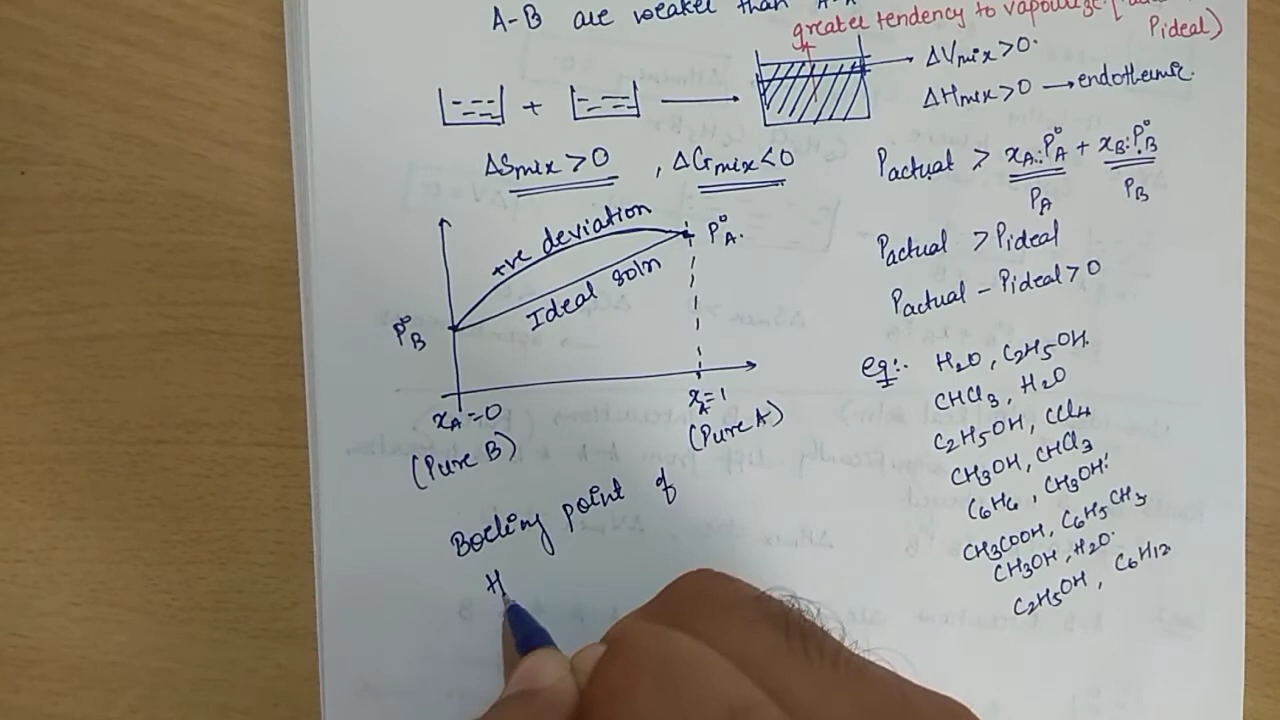 A-B are weaker than A-A
greater tendency to vapourize
Pideal)
ΔVmix>0.
ΔHmix>0 → endothermic.
+ →
ΔSmix>0 , ΔGmix<0
Pactual > xA.P°A + xB.P°B
PA PB
+ve deviation
P°A.
Pactual > Pideal
Ideal soln
Pactual - Pideal>0
P°B
eg:. H2O, C2H5OH.
CHCl3, H2O
C2H5OH, CCl4
CH3OH, CHCl3
C6H6, CH3OH.
CH3COOH, C6H5CH3
CH3OH, H2O.
C2H5OH, C6H12
xA=0
xA=1
(Pure B)
(Pure A)
Boiling point of
H